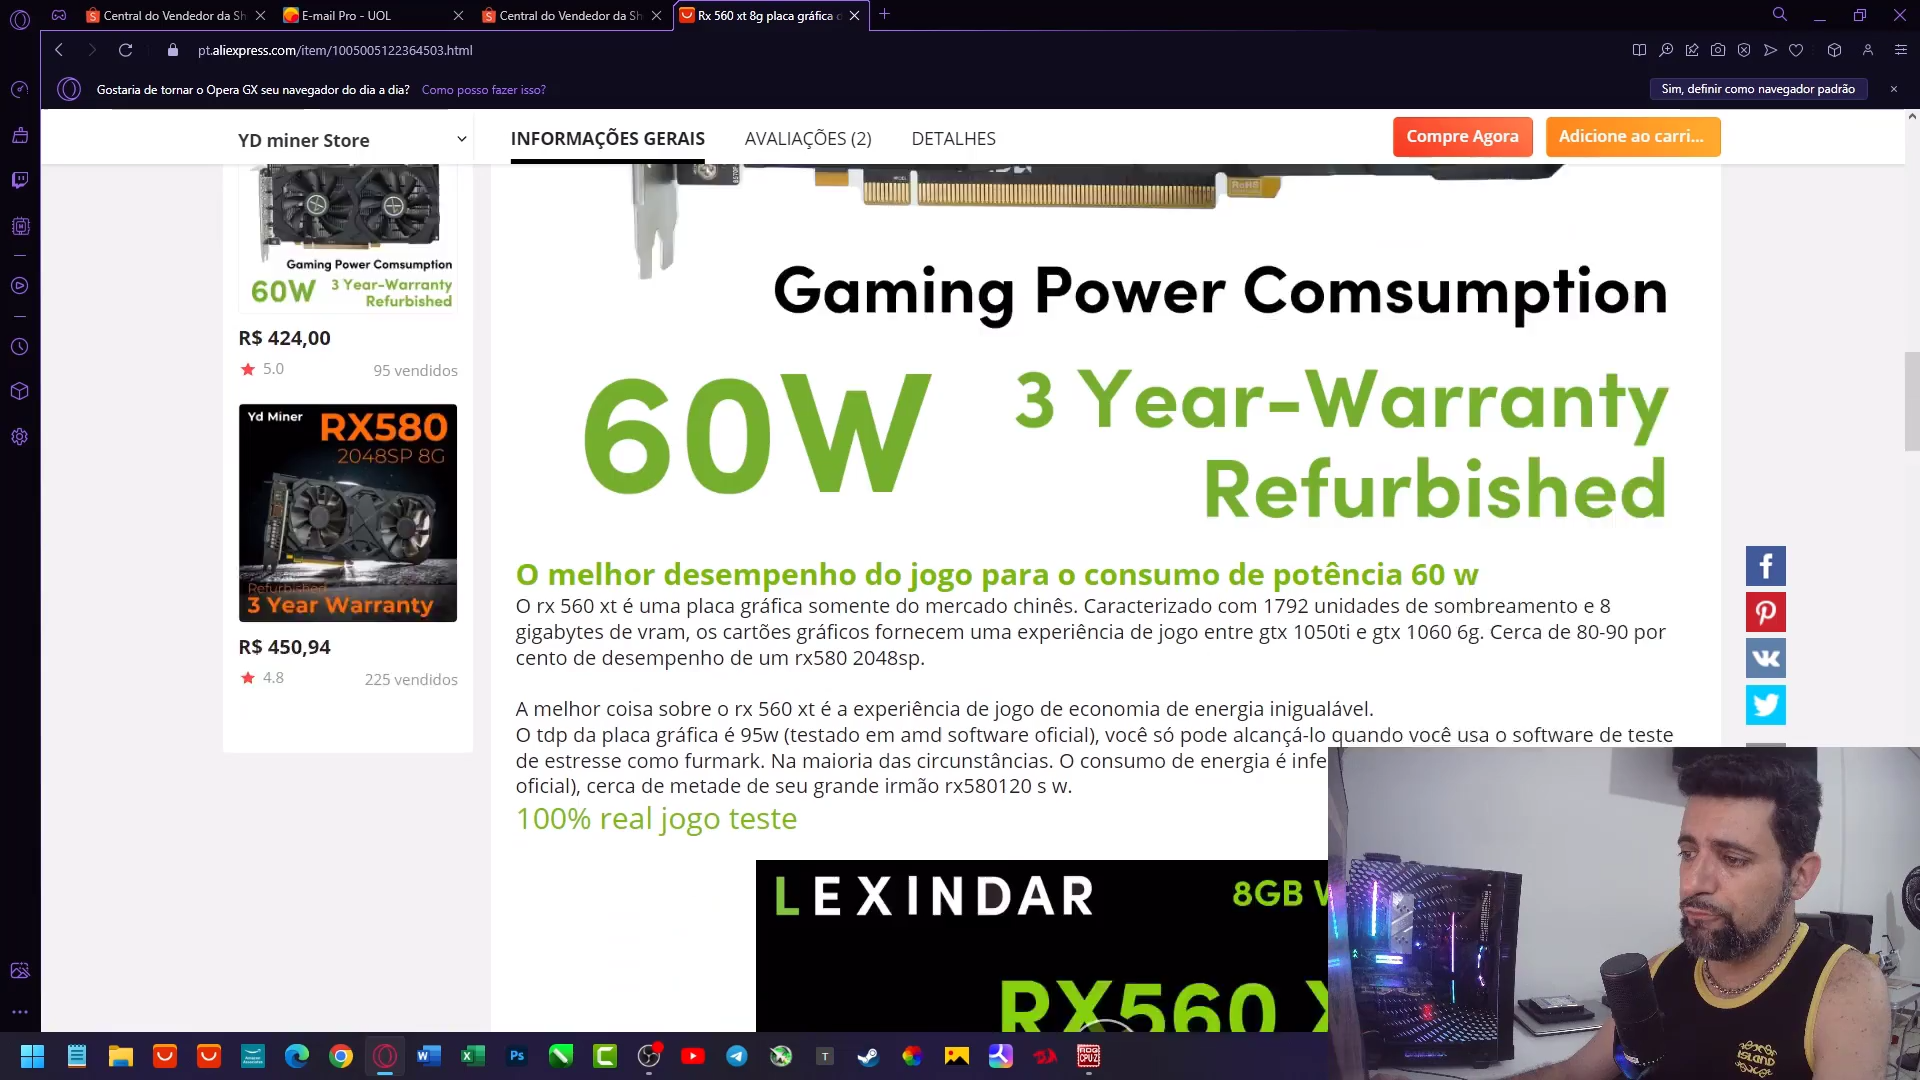 Central do Vendedor da Sh
E-mail Pro - UOL
Central do Vendedor da Sh
Rx 560 xt 8g placa gráfica d
pt.aliexpress.com/item/1005005122364503.html
Gostaria de tornar o Opera GX seu navegador do dia a dia?
Como posso fazer isso?
Sim, definir como navegador padrão
YD miner Store
INFORMAÇÕES GERAIS
AVALIAÇÕES (2)
DETALHES
Compre Agora
Adicione ao carri...
Gaming Power Comsumption
60W
3 Year-Warranty
Refurbished
R$ 424,00
5.0
95 vendidos
Yd Miner
RX580
2048SP 8G
Refurbished
3 Year Warranty
R$ 450,94
4.8
225 vendidos
RoHS
Gaming Power Comsumption
60W
3 Year-Warranty
Refurbished
O melhor desempenho do jogo para o consumo de potência 60 w
O rx 560 xt é uma placa gráfica somente do mercado chinês. Caracterizado com 1792 unidades de sombreamento e 8
gigabytes de vram, os cartões gráficos fornecem uma experiência de jogo entre gtx 1050ti e gtx 1060 6g. Cerca de 80-90 por
cento de desempenho de um rx580 2048sp.
A melhor coisa sobre o rx 560 xt é a experiência de jogo de economia de energia inigualável.
O tdp da placa gráfica é 95w (testado em amd software oficial), você só pode alcançá-lo quando você usa o software de teste
de estresse como furmark. Na maioria das circunstâncias. O consumo de energia é infe
oficial), cerca de metade de seu grande irmão rx580120 s w.
100% real jogo teste
LEXINDAR
8GB
RX560
ISLAND